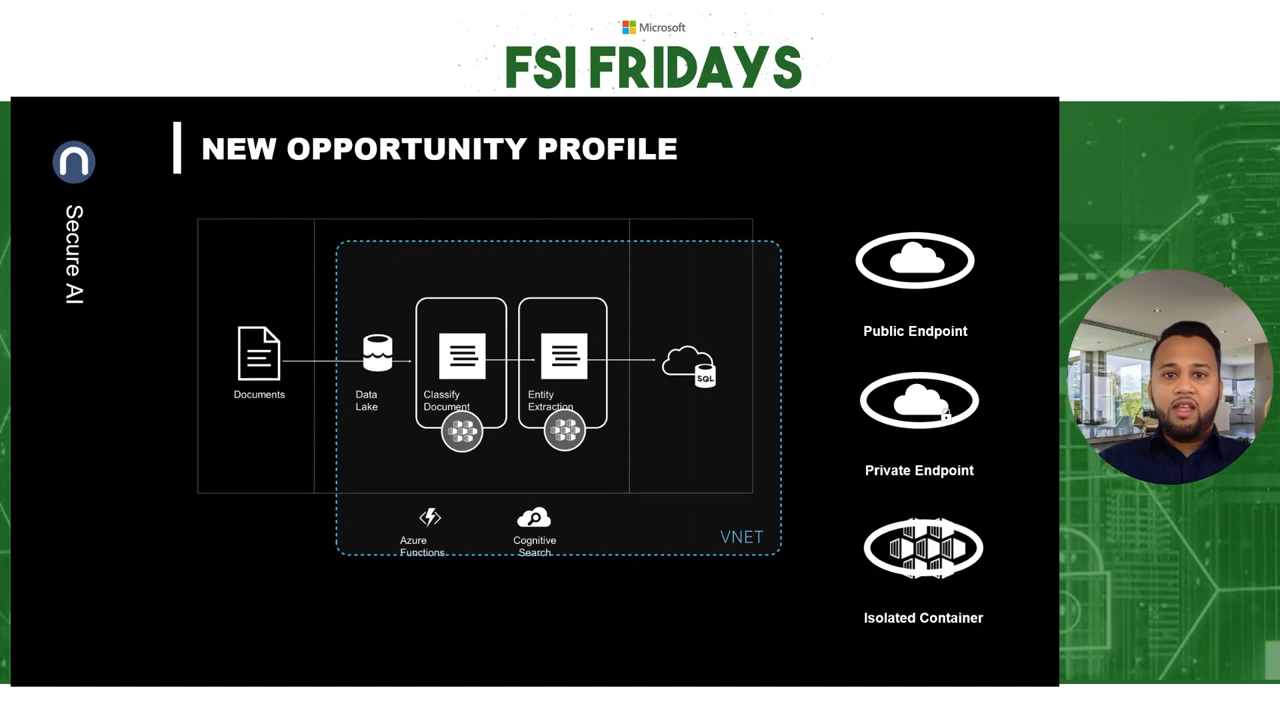 Microsoft
FSI FRIDAYS
NEW OPPORTUNITY PROFILE
Secure AI
Documents
Data
Lake
Classify
Document
Entity
Extraction
SQL
Azure
Functions
Cognitive
Search
VNET
Public Endpoint
Private Endpoint
Isolated Container